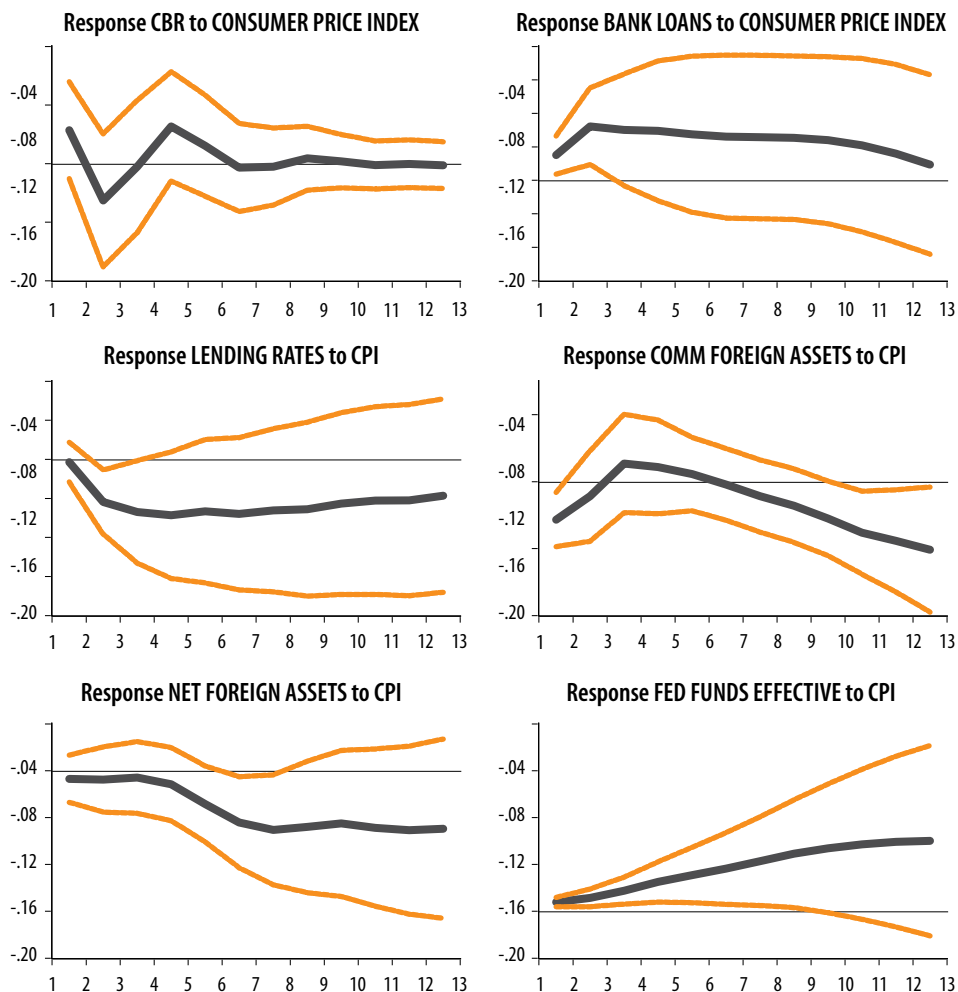 Response CBR to CONSUMER PRICE INDEX
-.04
-.08
-.12
-.16
-.20
1 2 3 4 5 6 7 8 9 10 11 12 13
Response BANK LOANS to CONSUMER PRICE INDEX
-.04
-.08
-.12
-.16
-.20
1 2 3 4 5 6 7 8 9 10 11 12 13
Response LENDING RATES to CPI
-.04
-.08
-.12
-.16
-.20
1 2 3 4 5 6 7 8 9 10 11 12 13
Response COMM FOREIGN ASSETS to CPI
-.04
-.08
-.12
-.16
-.20
1 2 3 4 5 6 7 8 9 10 11 12 13
Response NET FOREIGN ASSETS to CPI
-.04
-.08
-.12
-.16
-.20
1 2 3 4 5 6 7 8 9 10 11 12 13
Response FED FUNDS EFFECTIVE to CPI
-.04
-.08
-.12
-.16
-.20
1 2 3 4 5 6 7 8 9 10 11 12 13